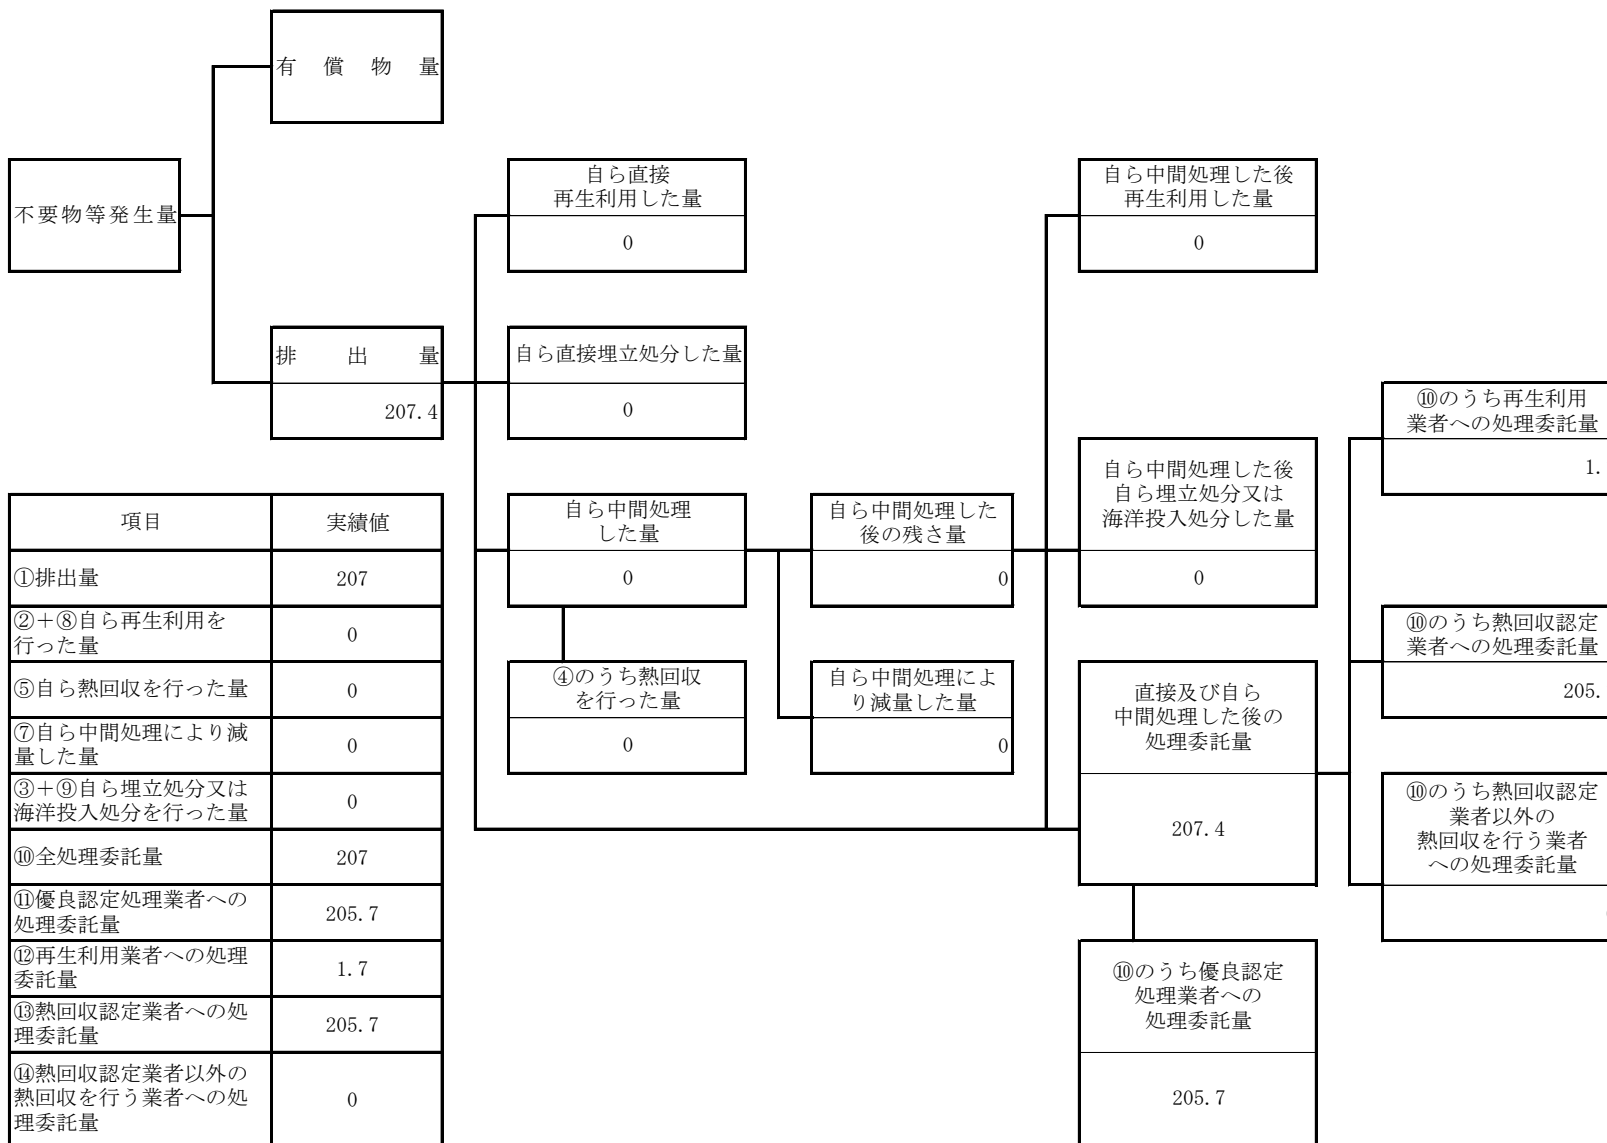 有償物量
不要物等発生量
排出量
207.4
自ら直接
再生利用した量
0
自ら直接埋立処分した量
0
自ら中間処理
した量
0
④のうち熱回収
を行った量
0
自ら中間処理した
後の残さ量
0
自ら中間処理によ
り減量した量
0
自ら中間処理した後
再生利用した量
0
自ら中間処理した後
自ら埋立処分又は
海洋投入処分した量
0
直接及び自ら
中間処理した後の
処理委託量
207.4
⑩のうち優良認定
処理業者への
処理委託量
205.7
⑩のうち再生利用
業者への処理委託量
1.
⑩のうち熱回収認定
業者への処理委託量
205.
⑩のうち熱回収認定
業者以外の
熱回収を行う業者
への処理委託量
項目 実績値
①排出量 207
②+⑧自ら再生利用を
行った量 0
⑤自ら熱回収を行った量 0
⑦自ら中間処理により減
量した量 0
③+⑨自ら埋立処分又は
海洋投入処分を行った量 0
⑩全処理委託量 207
⑪優良認定処理業者への
処理委託量 205.7
⑫再生利用業者への処理
委託量 1.7
⑬熱回収認定業者への処
理委託量 205.7
⑭熱回収認定業者以外の
熱回収を行う業者への処
理委託量 0